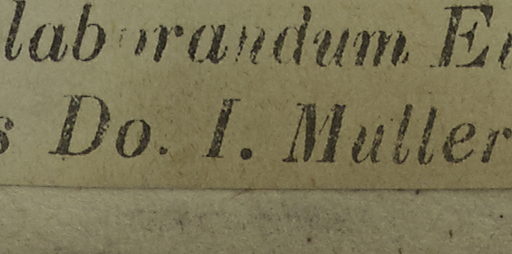 laborandum E
s Do. I. Muller